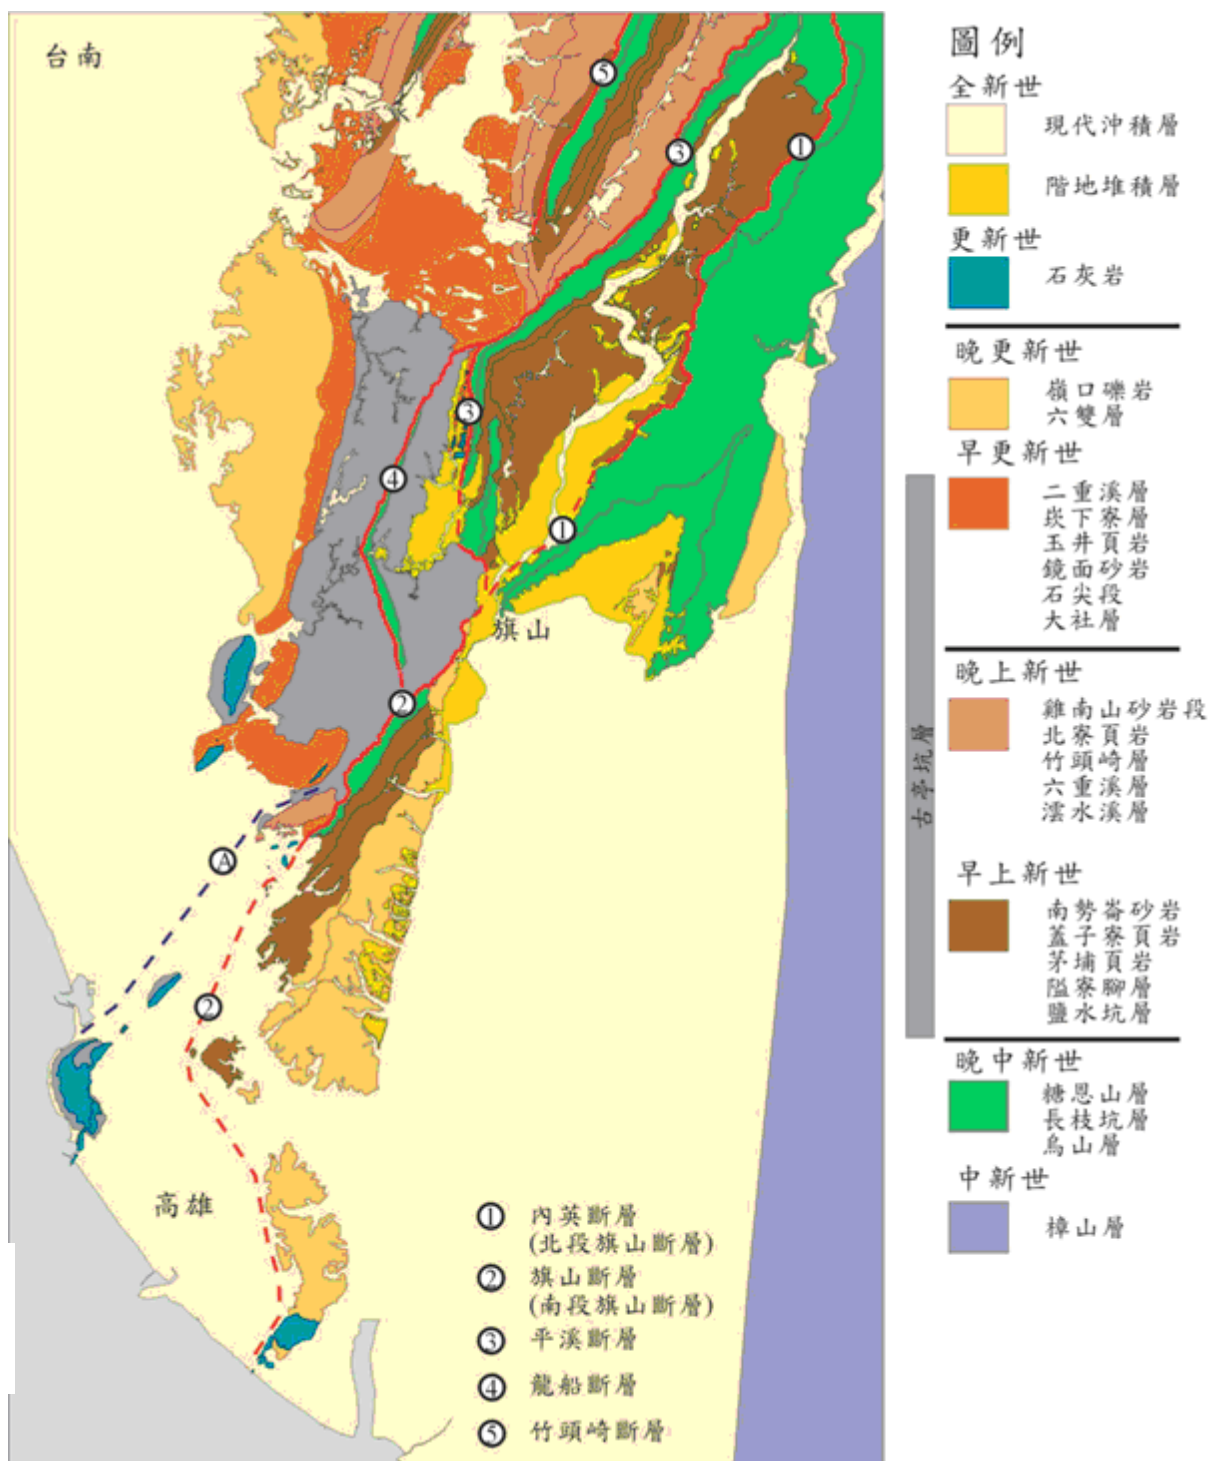 台南
⑤
③
①
③
④
①
旗山
②
A
②
高雄
① 內英斷層
(北段旗山斷層)
② 旗山斷層
(南段旗山斷層)
③ 平溪斷層
④ 龍船斷層
⑤ 竹頭崎斷層
圖例
全新世
現代沖積層
階地堆積層
更新世
石灰岩
晚更新世
嶺口礫岩
六雙層
早更新世
二重溪層
崁下寮層
玉井頁岩
鏡面砂岩
石尖段
大社層
晚上新世
雞南山砂岩段
北寮頁岩
竹頭崎層
六重溪層
澐水溪層
古亭坑層
早上新世
南勢崙砂岩
蓋子寮頁岩
茅埔頁岩
隘寮腳層
鹽水坑層
晚中新世
糖恩山層
長枝坑層
烏山層
中新世
樟山層